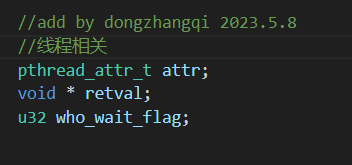 //add by dongzhangqi 2023.5.8
//线程相关
pthread_attr_t attr;
void * retval;
u32 who_wait_flag;